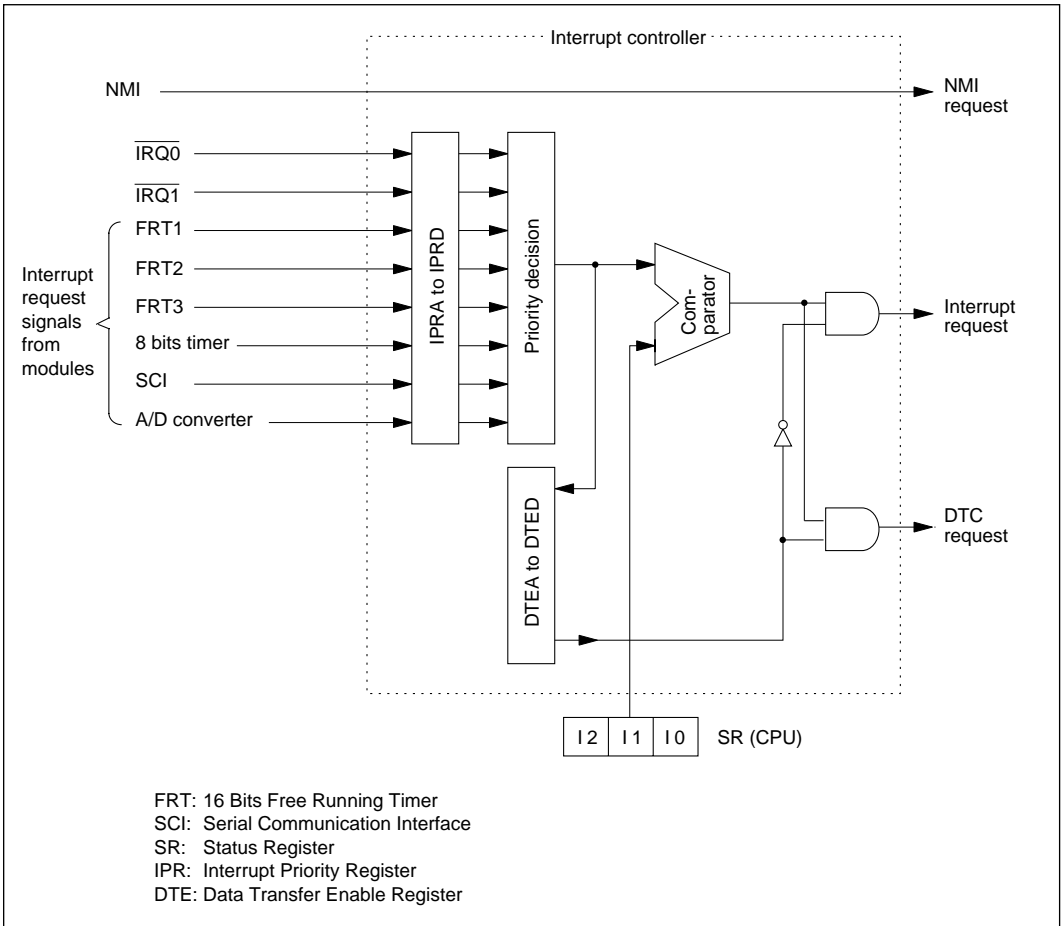 Interrupt controller
NMI
NMI
request
IRQ0
IRQ1
FRT1
FRT2
FRT3
8 bits timer
SCI
A/D converter
Interrupt
request
signals
from
modules
IPRA to IPRD
Priority decision
Com-
parator
Interrupt
request
DTEA to DTED
DTC
request
I2 I1 I0 SR (CPU)
FRT: 16 Bits Free Running Timer
SCI: Serial Communication Interface
SR: Status Register
IPR: Interrupt Priority Register
DTE: Data Transfer Enable Register